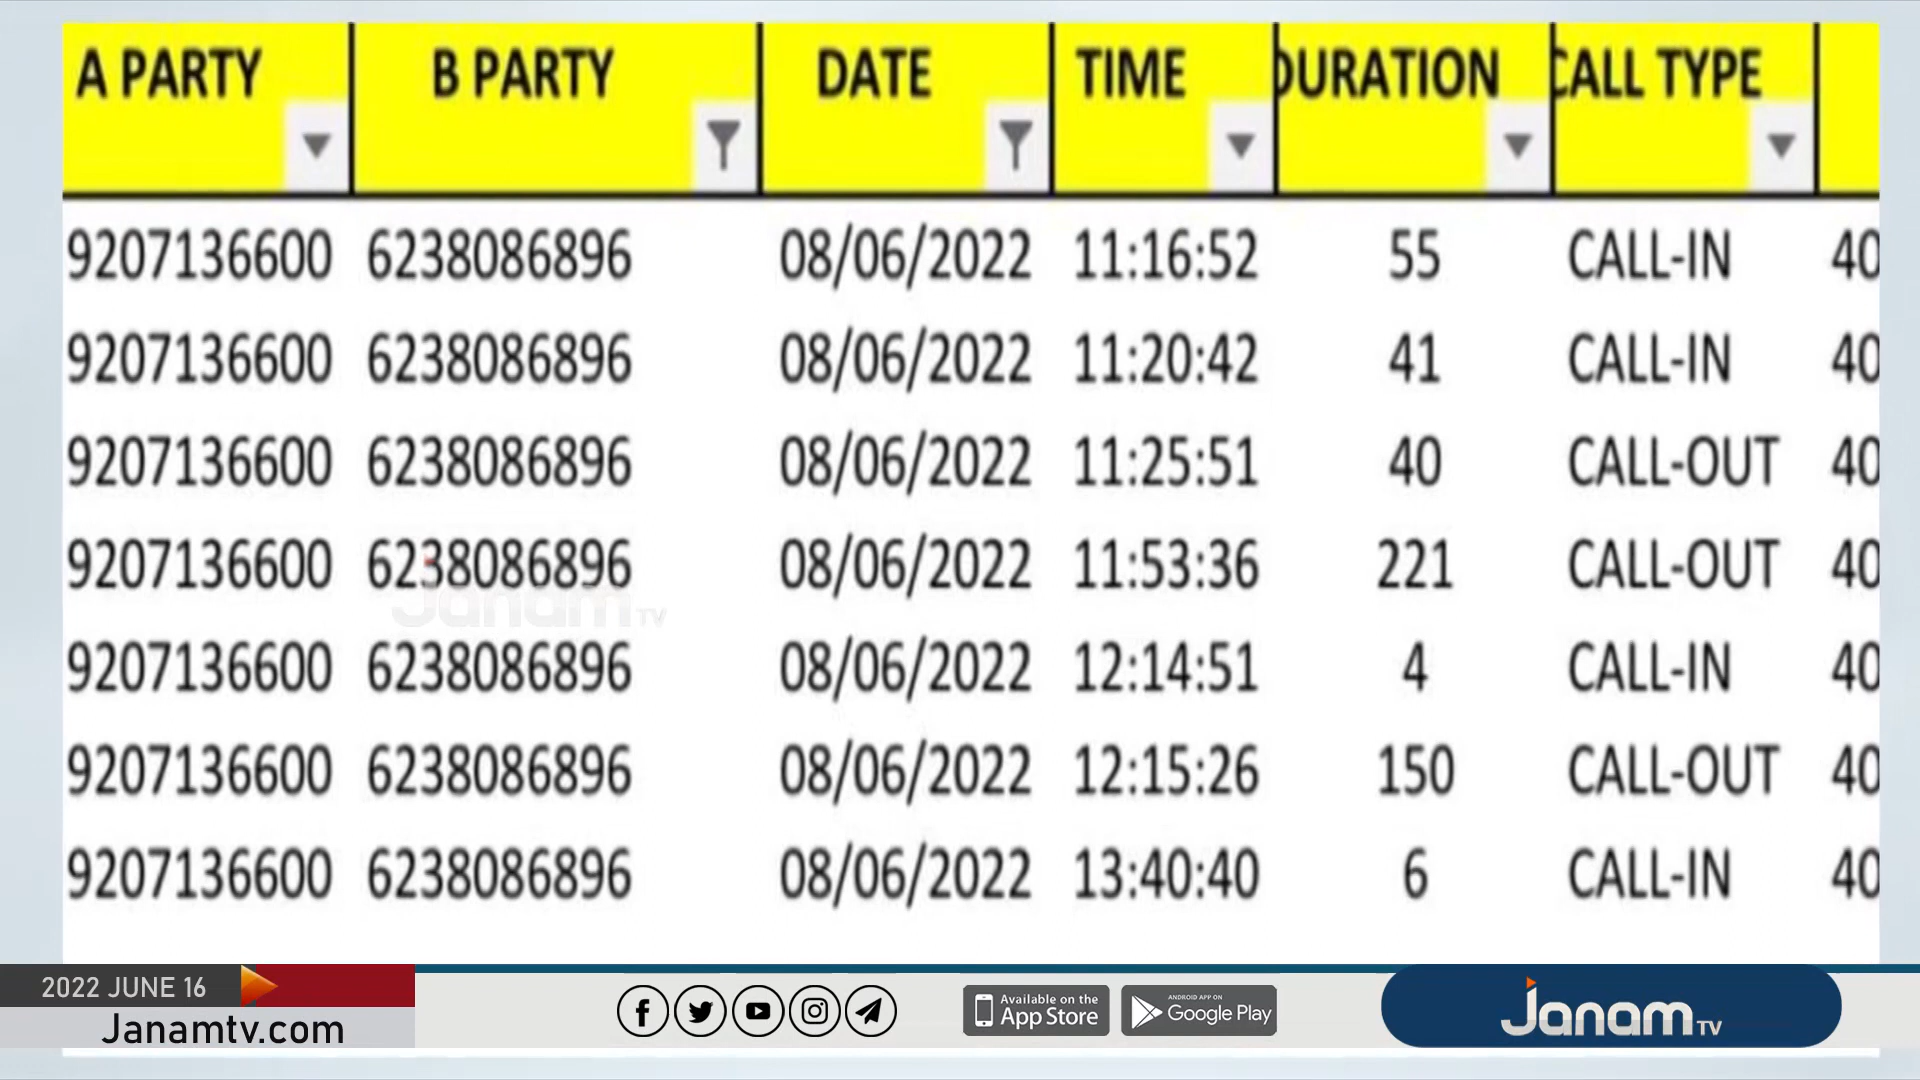 A PARTY B PARTY DATE TIME DURATION CALL TYPE
9207136600 6238086896 08/06/2022 11:16:52 55 CALL-IN 40
9207136600 6238086896 08/06/2022 11:20:42 41 CALL-IN 40
9207136600 6238086896 08/06/2022 11:25:51 40 CALL-OUT 40
9207136600 6238086896 08/06/2022 11:53:36 221 CALL-OUT 40
Janam TV
9207136600 6238086896 08/06/2022 12:14:51 4 CALL-IN 40
9207136600 6238086896 08/06/2022 12:15:26 150 CALL-OUT 40
9207136600 6238086896 08/06/2022 13:40:40 6 CALL-IN 40
2022 JUNE 16
Janamtv.com
Available on the
App Store
ANDROID APP ON
Google Play
Janam TV